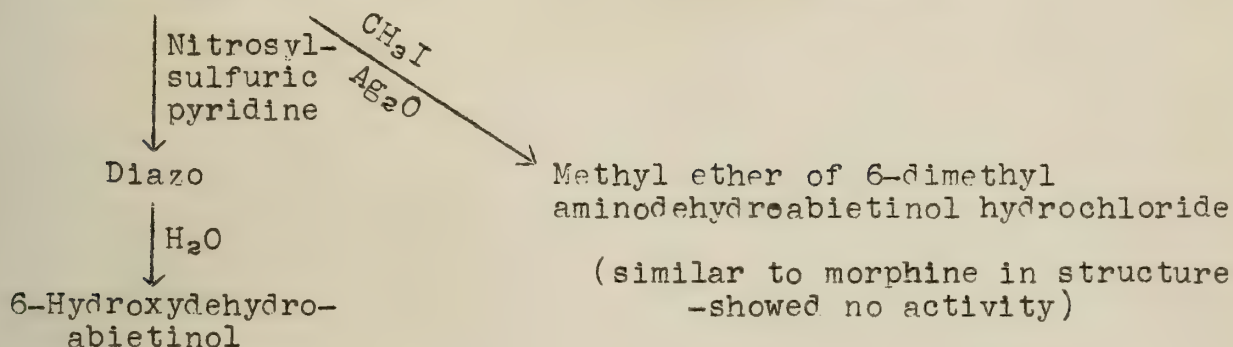 Nitrosyl-
sulfuric
pyridine
CH₃I
Ag₂O
Diazo
Methyl ether of 6-dimethyl
aminodehydroabietinol hydrochloride
H₂O
(similar to morphine in structure
-showed no activity)
6-Hydroxydehydro-
abietinol